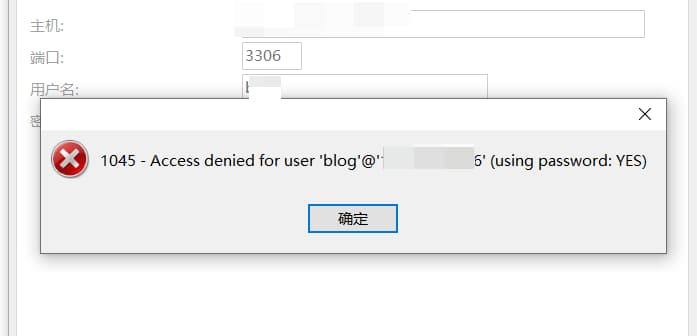 主机:
端口:
3306
用户名:
密
1045 - Access denied for user 'blog'@' 6' (using password: YES)
确定